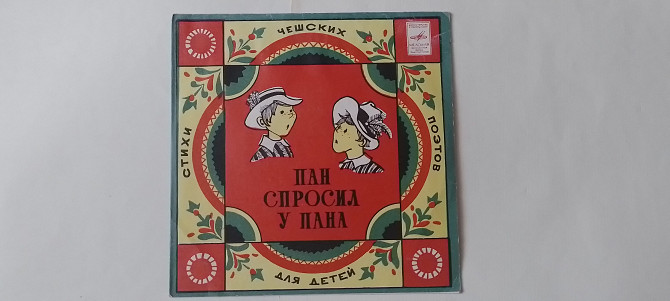 ЧЕШСКИХ
СТИХИ
ПОЭТОВ
ПАН
СПРОСИЛ
У ПАНА
ДЛЯ ДЕТЕЙ